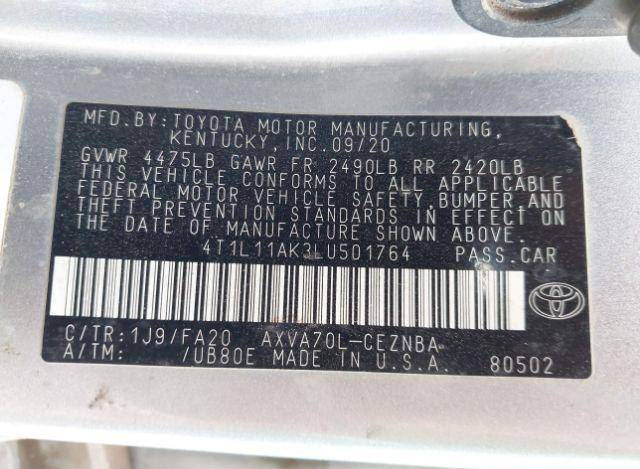 MFD.BY:TOYOTA MOTOR MANUFACTURING,
KENTUCKY,INC.09/20
GVWR 4475LB GAWR FR 2490LB RR 2420LB
THIS VEHICLE CONFORMS TO ALL APPLICABLE
FEDERAL MOTOR VEHICLE SAFETY,BUMPER,AND
THEFT PREVENTION STANDARDS IN EFFECT ON
THE DATE OF MANUFACTURE SHOWN ABOVE.
4T1L11AK3LU501764 PASS.CAR
C/TR:1J9/FA20 AXVA70L-CEZNBA
A/TM: /UB80E MADE IN U.S.A. 80502